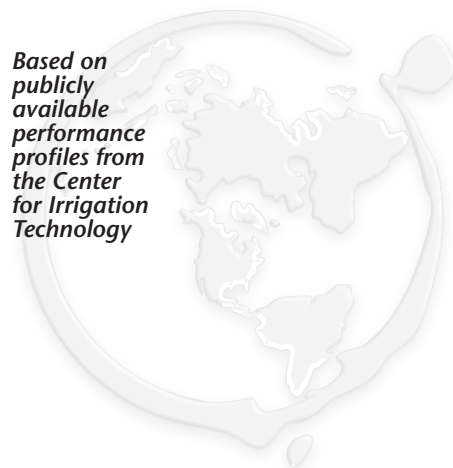 Based on
publicly
available
performance
profiles from
the Center
for Irrigation
Technology